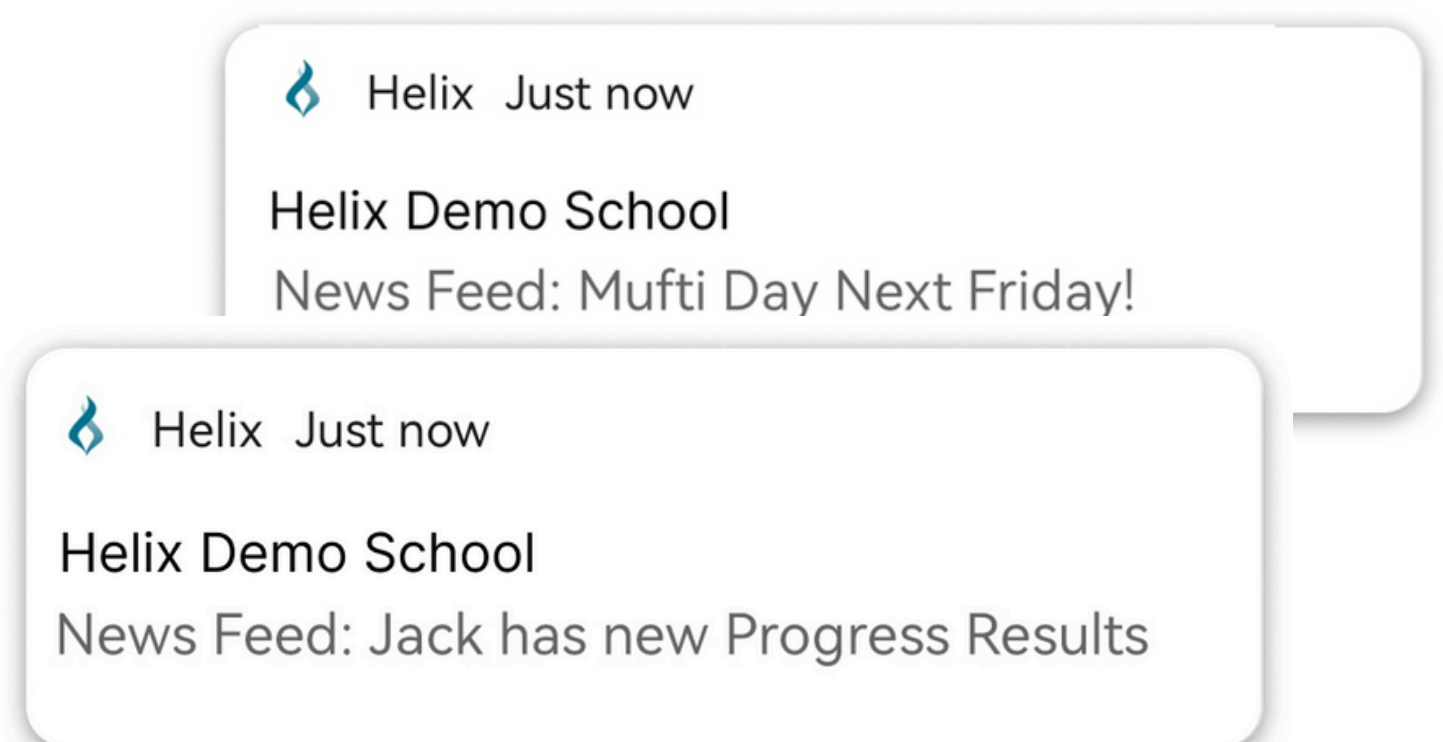 Helix Just now
Helix Demo School
News Feed: Mufti Day Next Friday!
Helix Just now
Helix Demo School
News Feed: Jack has new Progress Results